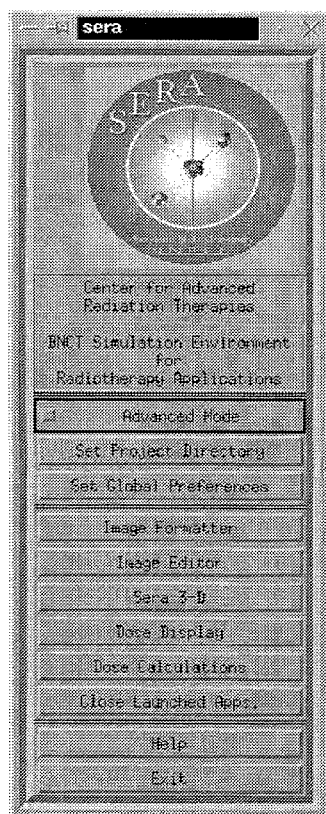 sera
SERA
Center for Advanced
Radiation Therapies
BNCT Simulation Environment
for
Radiotherapy Applications
Advanced Mode
Set Project Directory
Set Global Preferences
Image Formatter
Image Editor
Sera 3-D
Dose Display
Dose Calculations
Close Launched Apps.
Help
Exit